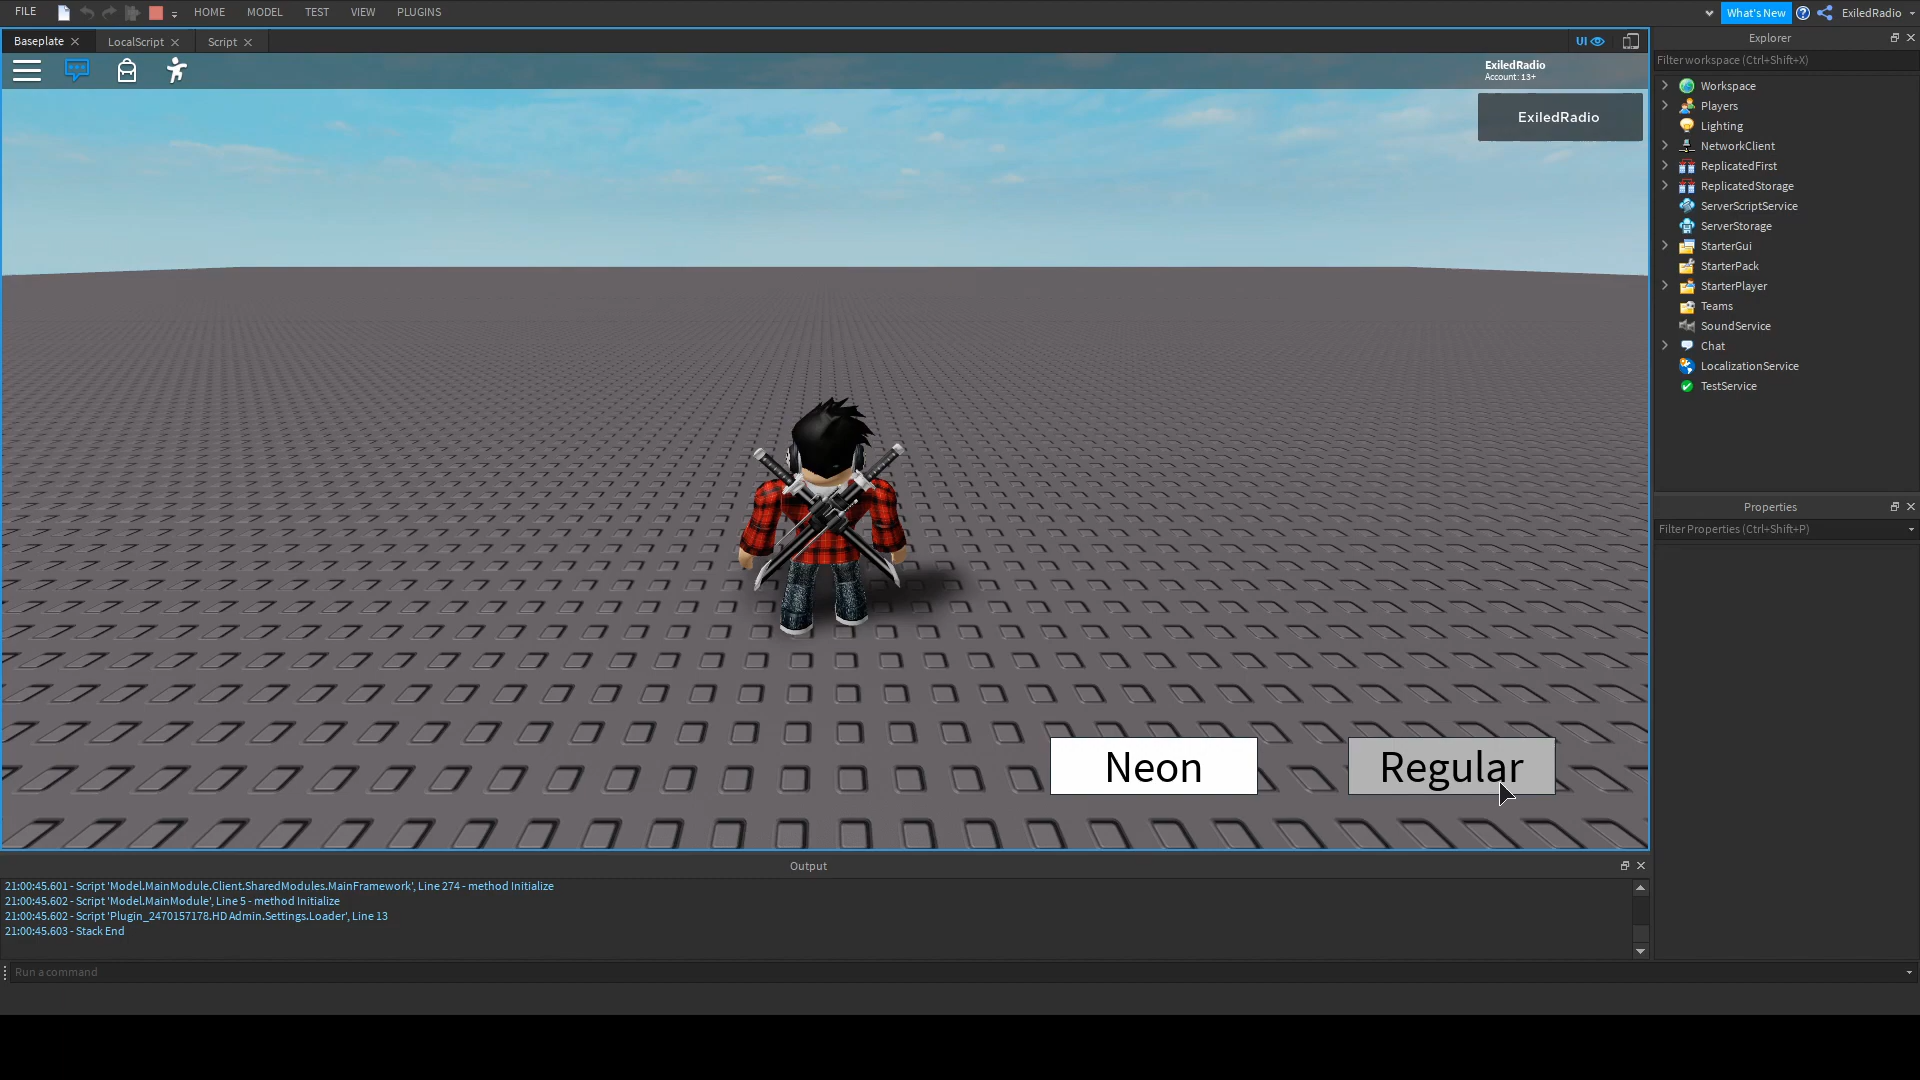 FILE HOME MODEL TEST VIEW PLUGINS What's New ExiledRadio
Baseplate LocalScript Script UI
ExiledRadio
Account: 13+
ExiledRadio
Neon Regular
Explorer
Filter workspace (Ctrl+Shift+X)
Workspace
Players
Lighting
NetworkClient
ReplicatedFirst
ReplicatedStorage
ServerScriptService
ServerStorage
StarterGui
StarterPack
StarterPlayer
Teams
SoundService
Chat
LocalizationService
TestService
Properties
Filter Properties (Ctrl+Shift+P)
Output
21:00:45.601 - Script 'Model.MainModule.Client.SharedModules.MainFramework', Line 274 - method Initialize
21:00:45.602 - Script 'Model.MainModule', Line 5 - method Initialize
21:00:45.602 - Script 'Plugin_2470157178.HD Admin.Settings.Loader', Line 13
21:00:45.603 - Stack End
Run a command